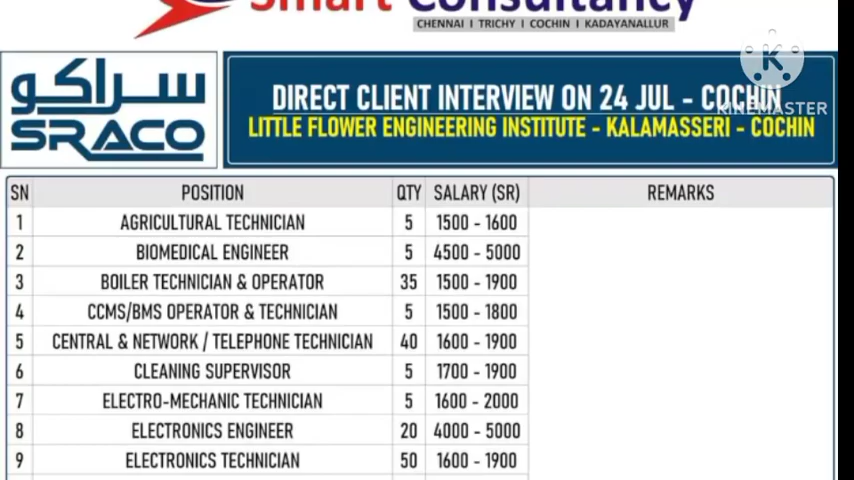 Smart Consultancy
CHENNAI | TRICHY | COCHIN | KADAYANALLUR
سراكو
SRACO
DIRECT CLIENT INTERVIEW ON 24 JUL - COCHIN
LITTLE FLOWER ENGINEERING INSTITUTE - KALAMASSERI - COCHIN
K
KINEMASTER
SN POSITION QTY SALARY (SR) REMARKS
1 AGRICULTURAL TECHNICIAN 5 1500 - 1600
2 BIOMEDICAL ENGINEER 5 4500 - 5000
3 BOILER TECHNICIAN & OPERATOR 35 1500 - 1900
4 CCMS/BMS OPERATOR & TECHNICIAN 5 1500 - 1800
5 CENTRAL & NETWORK / TELEPHONE TECHNICIAN 40 1600 - 1900
6 CLEANING SUPERVISOR 5 1700 - 1900
7 ELECTRO-MECHANIC TECHNICIAN 5 1600 - 2000
8 ELECTRONICS ENGINEER 20 4000 - 5000
9 ELECTRONICS TECHNICIAN 50 1600 - 1900